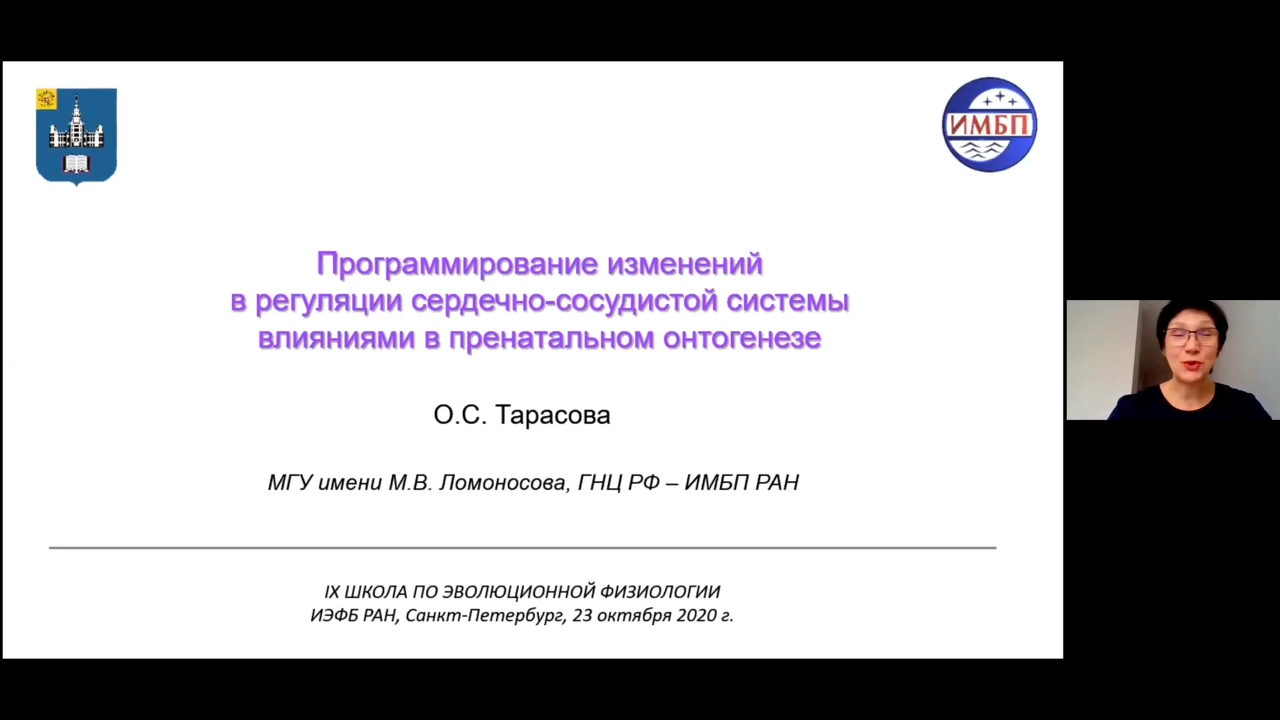 ИМБП
Программирование изменений
в регуляции сердечно-сосудистой системы
влияниями в пренатальном онтогенезе
О.С. Тарасова
МГУ имени М.В. Ломоносова, ГНЦ РФ – ИМБП РАН
IX ШКОЛА ПО ЭВОЛЮЦИОННОЙ ФИЗИОЛОГИИ
ИЭФБ РАН, Санкт-Петербург, 23 октября 2020 г.